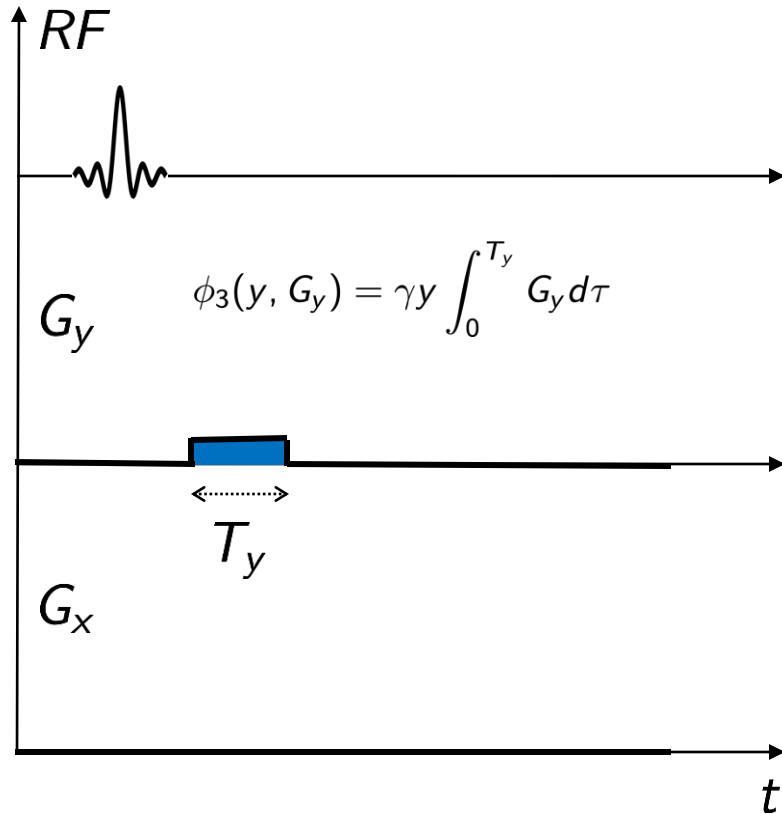 RF
G_y
ϕ_3(y, G_y) = γy ∫_0^{T_y} G_y dτ
T_y
G_x
t